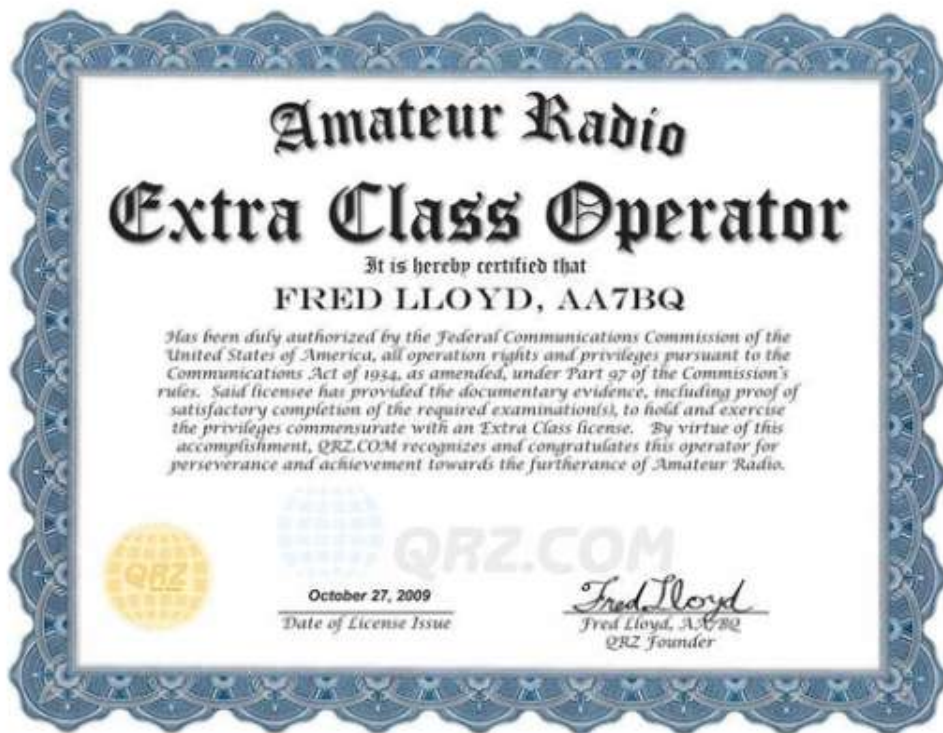 Amateur Radio
Extra Class Operator
It is hereby certified that
FRED LLOYD, AA7BQ
Has been duly authorized by the Federal Communications Commission of the
United States of America, all operation rights and privileges pursuant to the
Communications Act of 1934, as amended, under Part 97 of the Commission's
rules. Said licensee has provided the documentary evidence, including proof of
satisfactory completion of the required examination(s), to hold and exercise
the privileges commensurate with an Extra Class license. By virtue of this
accomplishment, QRZ.COM recognizes and congratulates this operator for
perseverance and achievement towards the furtherance of Amateur Radio.
QRZ.COM
QRZ
October 27, 2009
Date of License Issue
Fred Lloyd
Fred Lloyd, AA7BQ
QRZ Founder